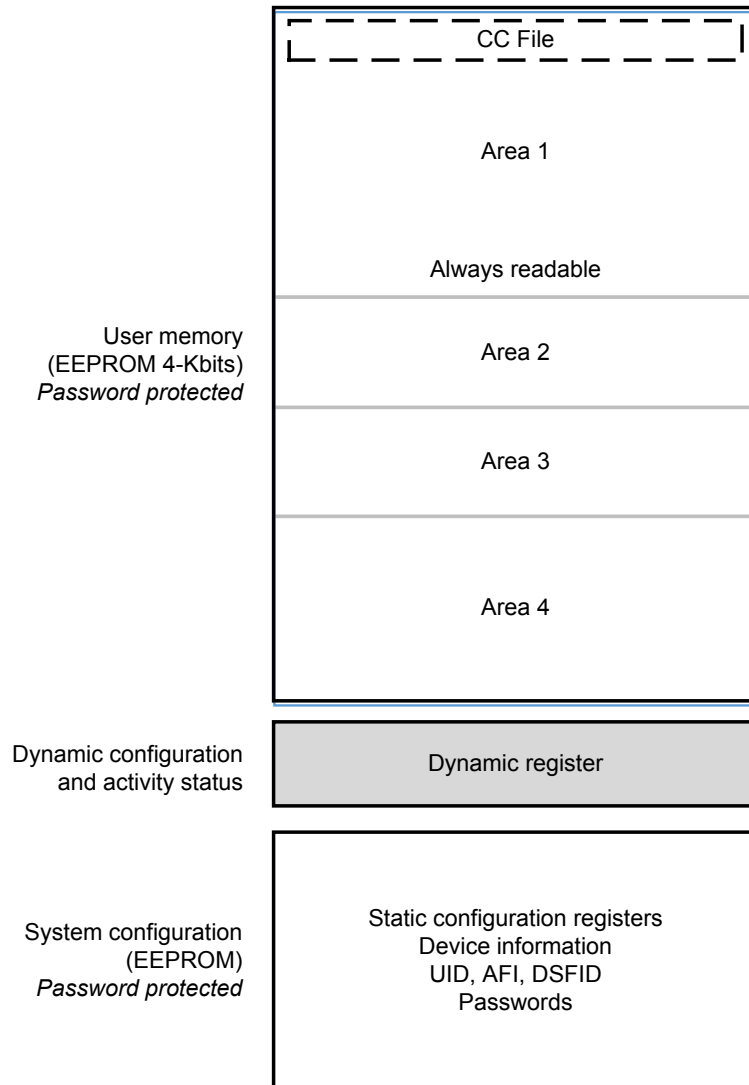 CC File
Area 1
Always readable
User memory
(EEPROM 4-Kbits)
Password protected
Area 2
Area 3
Area 4
Dynamic configuration
and activity status
Dynamic register
System configuration
(EEPROM)
Password protected
Static configuration registers
Device information
UID, AFI, DSFID
Passwords